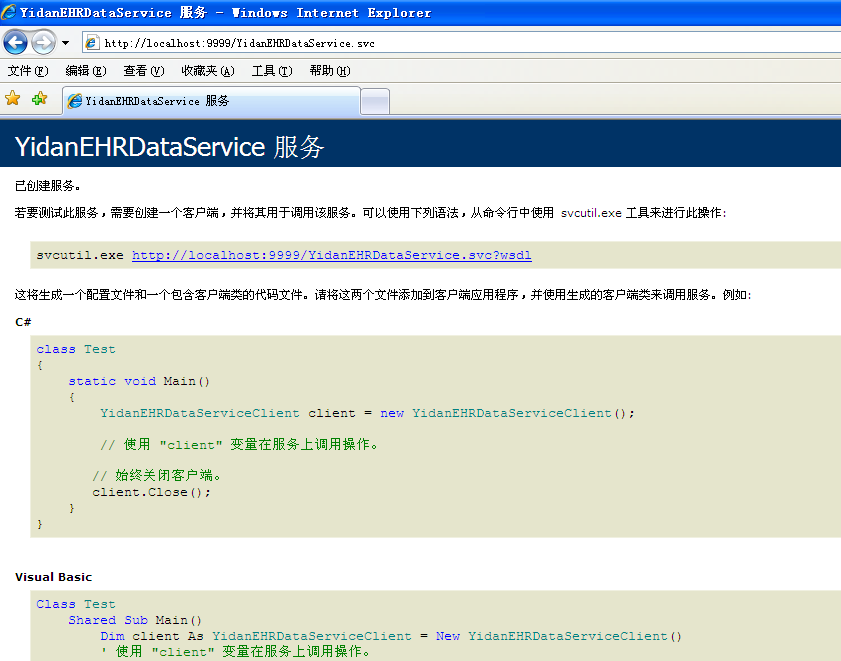 YidanEHRDataService 服务 - Windows Internet Explorer
http://localhost:9999/YidanEHRDataService.svc
文件(F) 编辑(E) 查看(V) 收藏夹(A) 工具(T) 帮助(H)
YidanEHRDataService 服务
YidanEHRDataService 服务
已创建服务。
若要测试此服务，需要创建一个客户端，并将其用于调用该服务。可以使用下列语法，从命令行中使用 svcutil.exe 工具来进行此操作:
svcutil.exe http://localhost:9999/YidanEHRDataService.svc?wsdl
这将生成一个配置文件和一个包含客户端类的代码文件。请将这两个文件添加到客户端应用程序，并使用生成的客户端类来调用服务。例如:
C#
class Test
{
static void Main()
{
YidanEHRDataServiceClient client = new YidanEHRDataServiceClient();
// 使用 "client" 变量在服务上调用操作。
// 始终关闭客户端。
client.Close();
}
}
Visual Basic
Class Test
Shared Sub Main()
Dim client As YidanEHRDataServiceClient = New YidanEHRDataServiceClient()
' 使用 "client" 变量在服务上调用操作。